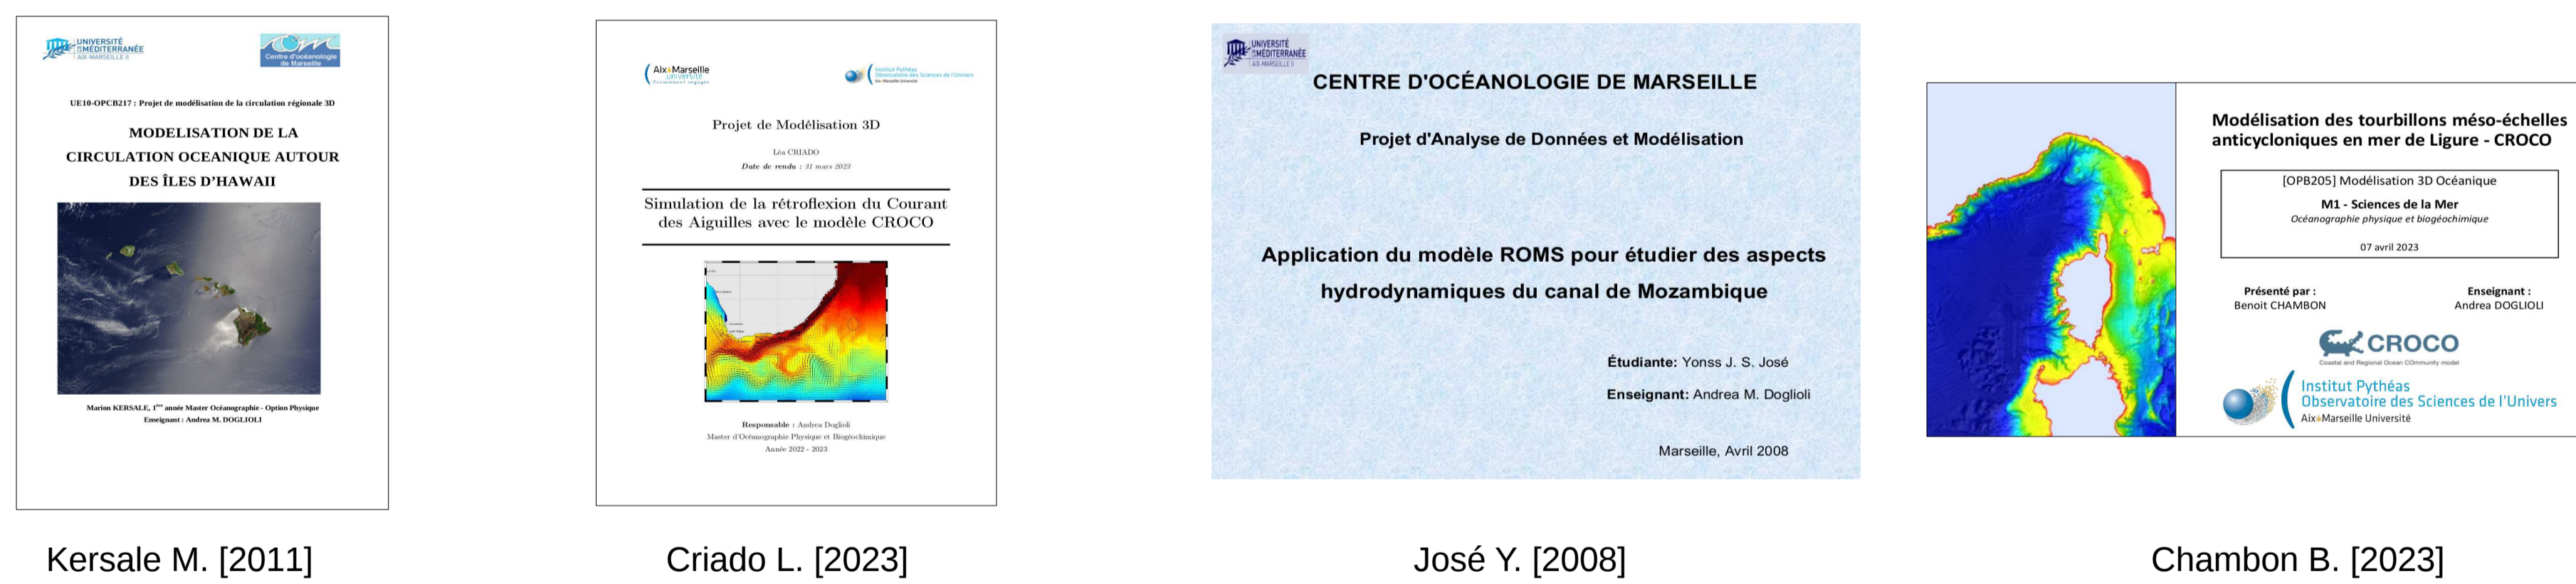 UNIVERSITÉ
DE LA MÉDITERRANÉE
AIX-MARSEILLE II
Centre d'océanologie
de Marseille
UE10-OPCB217 : Projet de modélisation de la circulation régionale 3D
MODELISATION DE LA
CIRCULATION OCEANIQUE AUTOUR
DES ÎLES D'HAWAII
Marion KERSALE, 1ère année Master Océanographie - Option Physique
Enseignant : Andrea M. DOGLIOLI
Kersale M. [2011]
Aix*Marseille
université
Socialement engagée
Institut Pythéas
Observatoire des Sciences de l'Univers
Aix*Marseille Université
Projet de Modélisation 3D
Léa CRIADO
Date de rendu : 31 mars 2023
Simulation de la rétroflexion du Courant
des Aiguilles avec le modèle CROCO
Responsable : Andrea Doglioli
Master d'Océanographie Physique et Biogéochimique
Année 2022 - 2023
Criado L. [2023]
UNIVERSITÉ
DE LA MÉDITERRANÉE
AIX-MARSEILLE II
CENTRE D'OCÉANOLOGIE DE MARSEILLE
Projet d'Analyse de Données et Modélisation
Application du modèle ROMS pour étudier des aspects
hydrodynamiques du canal de Mozambique
Étudiante: Yonss J. S. José
Enseignant: Andrea M. Doglioli
Marseille, Avril 2008
José Y. [2008]
Modélisation des tourbillons méso-échelles
anticycloniques en mer de Ligure - CROCO
[OPB205] Modélisation 3D Océanique
M1 - Sciences de la Mer
Océanographie physique et biogéochimique
07 avril 2023
Présenté par :
Benoit CHAMBON
Enseignant :
Andrea DOGLIOLI
CROCO
Coastal and Regional Ocean COmmunity model
Institut Pythéas
Observatoire des Sciences de l'Univers
Aix*Marseille Université
Chambon B. [2023]